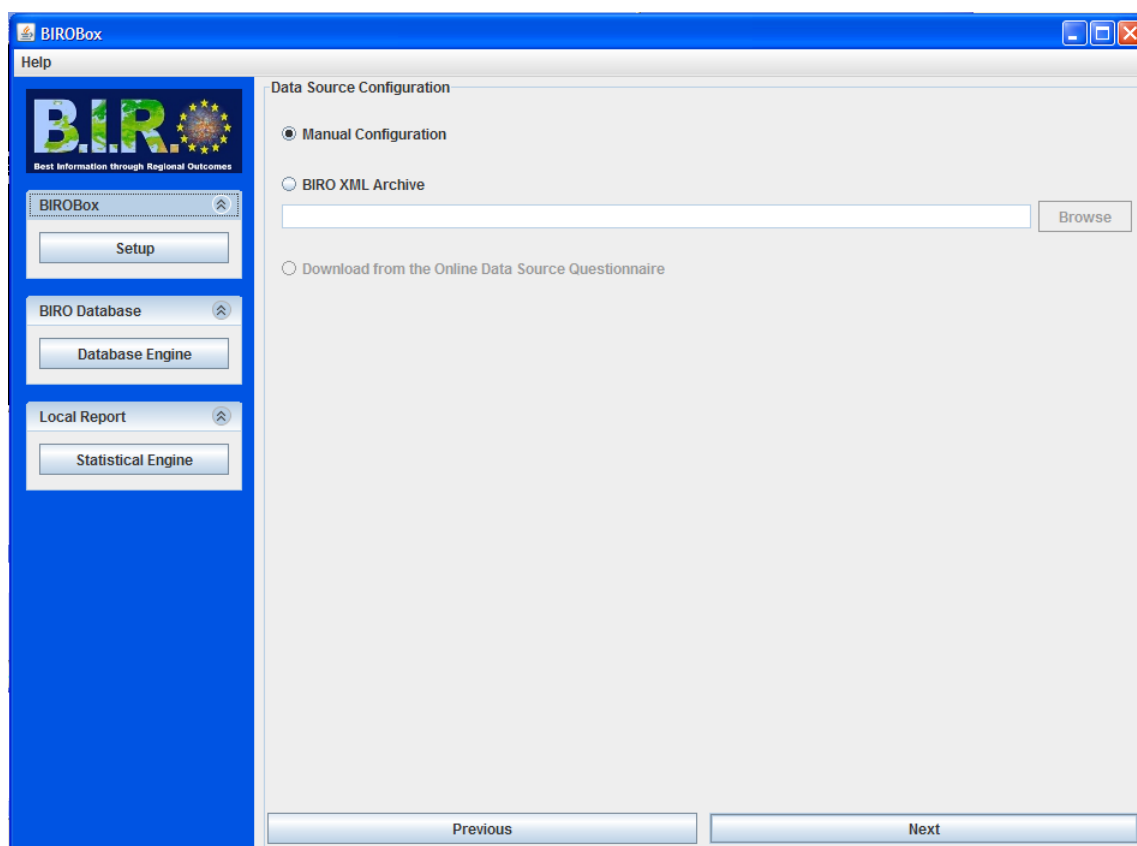 BIROBox
Help
B.I.R.
Best Information through Regional Outcomes
BIROBox
Setup
BIRO Database
Database Engine
Local Report
Statistical Engine
Data Source Configuration
Manual Configuration
BIRO XML Archive
Browse
Download from the Online Data Source Questionnaire
Previous
Next